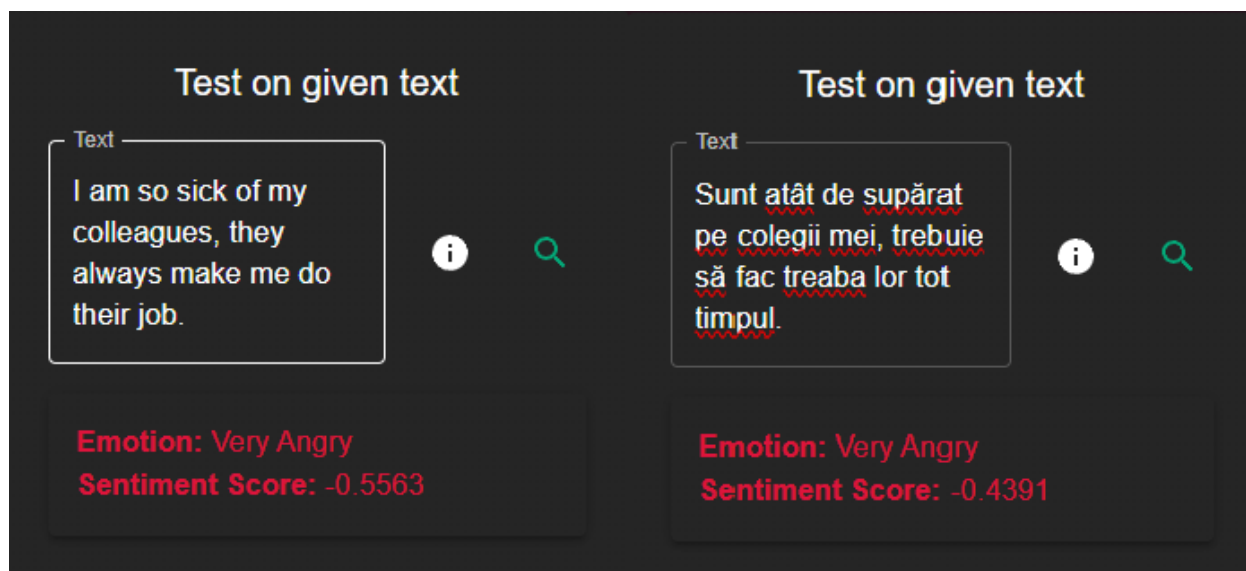 Test on given text
Text
I am so sick of my
colleagues, they
always make me do
their job.
Emotion: Very Angry
Sentiment Score: -0.5563
Test on given text
Text
Sunt atât de supărat
pe colegii mei, trebuie
să fac treaba lor tot
timpul.
Emotion: Very Angry
Sentiment Score: -0.4391